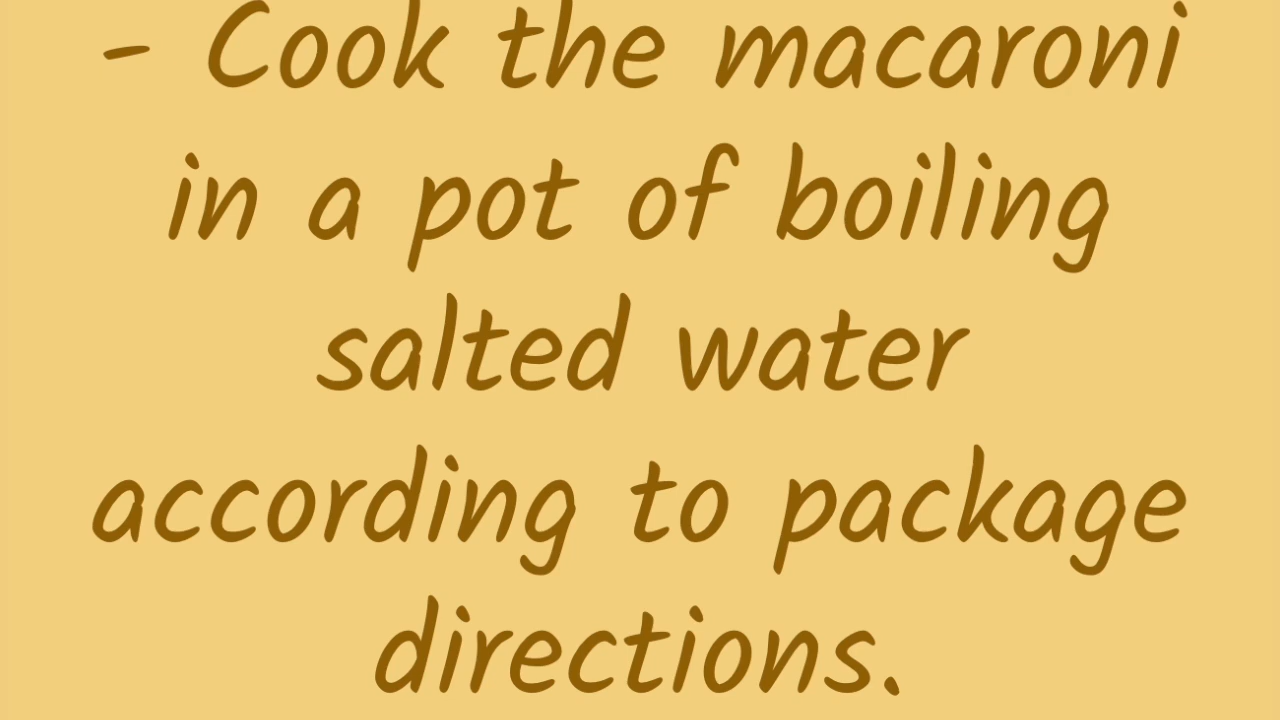 - Cook the macaroni
in a pot of boiling
salted water
according to package
directions.